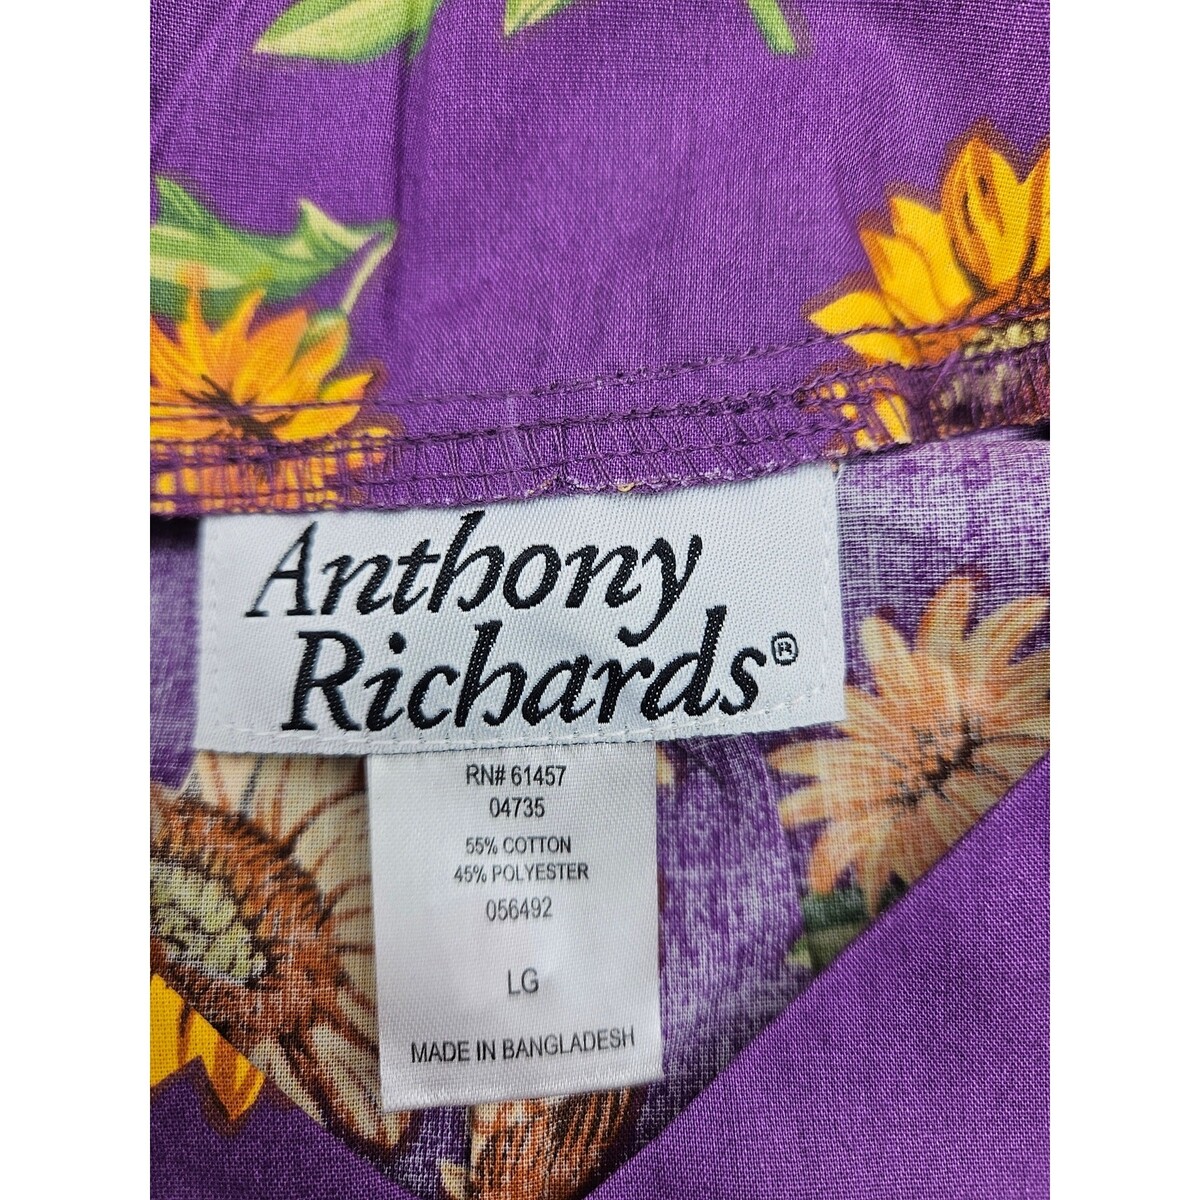 Anthony
Richards®
RN# 61457
04735
55% COTTON
45% POLYESTER
056492
LG
MADE IN BANGLADESH